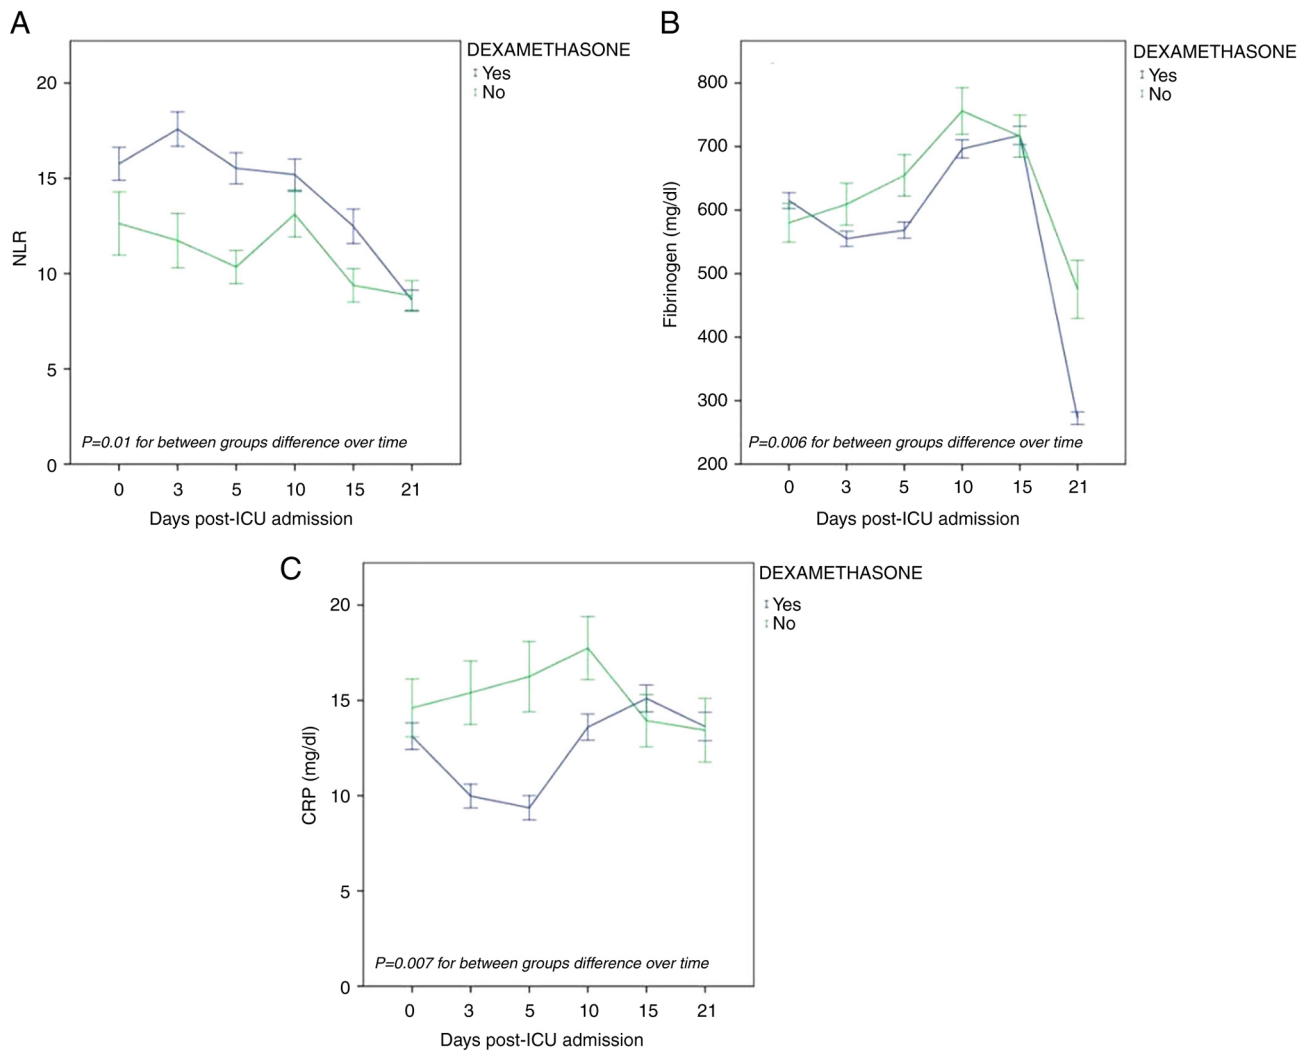 A
DEXAMETHASONE
Yes
No
20
15
10
5
0
NLR
P=0.01 for between groups difference over time
0 3 5 10 15 21
Days post-ICU admission
B
DEXAMETHASONE
Yes
No
800
700
600
500
400
300
200
Fibrinogen (mg/dl)
P=0.006 for between groups difference over time
0 3 5 10 15 21
Days post-ICU admission
C
DEXAMETHASONE
Yes
No
20
15
10
5
0
CRP (mg/dl)
P=0.007 for between groups difference over time
0 3 5 10 15 21
Days post-ICU admission